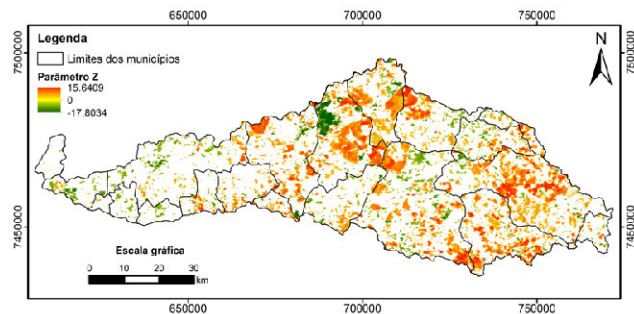 650000 700000 750000
Legenda
Limites dos municípios
Parâmetro Z
15.6409
0
-17.8034
N
7500000
7500000
7450000
7450000
Escala gráfica
0 10 20 30
km
650000 700000 750000